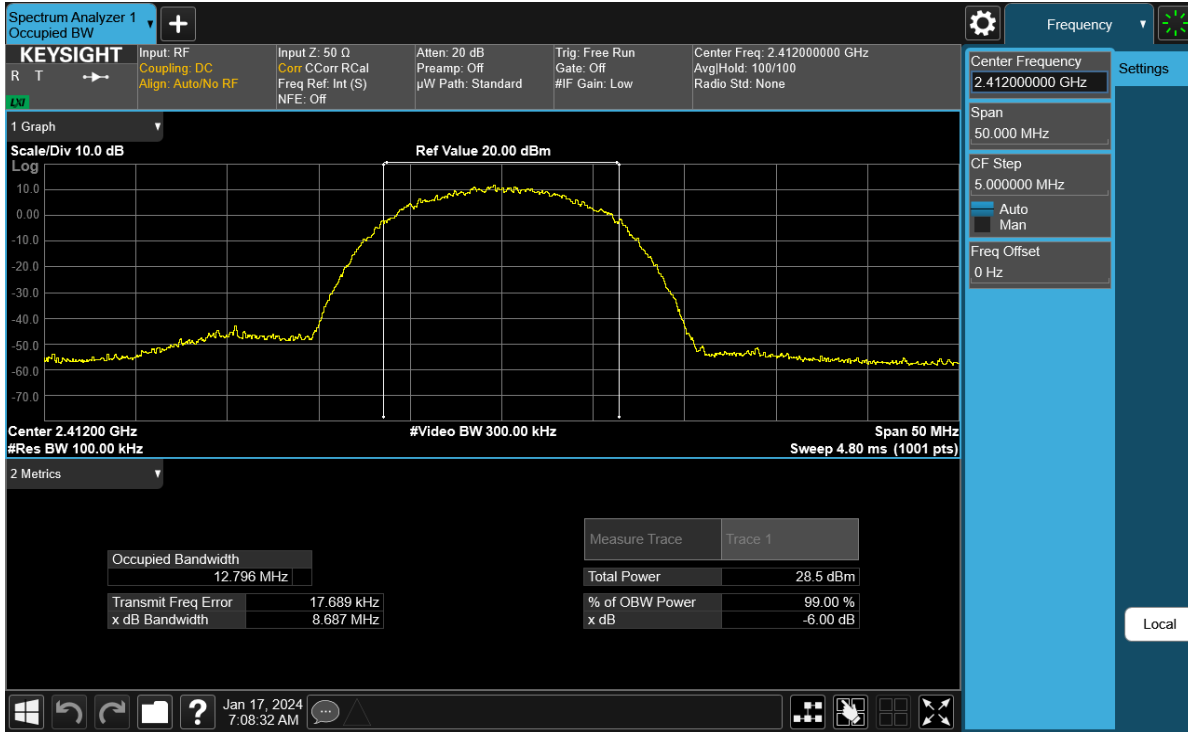 Spectrum Analyzer 1
Occupied BW
Frequency
KEYSIGHT
R T
LXI
Input: RF
Coupling: DC
Align: Auto/No RF
Input Z: 50 Ω
Corr CCorr RCal
Freq Ref: Int (S)
NFE: Off
Atten: 20 dB
Preamp: Off
µW Path: Standard
Trig: Free Run
Gate: Off
#IF Gain: Low
Center Freq: 2.412000000 GHz
Avg|Hold: 100/100
Radio Std: None
Center Frequency
2.412000000 GHz
Settings
Span
50.000 MHz
CF Step
5.000000 MHz
Auto
Man
Freq Offset
0 Hz
Local
1 Graph
Scale/Div 10.0 dB
Ref Value 20.00 dBm
Log
10.0
0.00
-10.0
-20.0
-30.0
-40.0
-50.0
-60.0
-70.0
Center 2.41200 GHz
#Video BW 300.00 kHz
Span 50 MHz
#Res BW 100.00 kHz
Sweep 4.80 ms (1001 pts)
2 Metrics
Measure Trace Trace 1
Occupied Bandwidth
12.796 MHz
Total Power 28.5 dBm
Transmit Freq Error 17.689 kHz
% of OBW Power 99.00 %
x dB Bandwidth 8.687 MHz
x dB -6.00 dB
?
Jan 17, 2024
7:08:32 AM